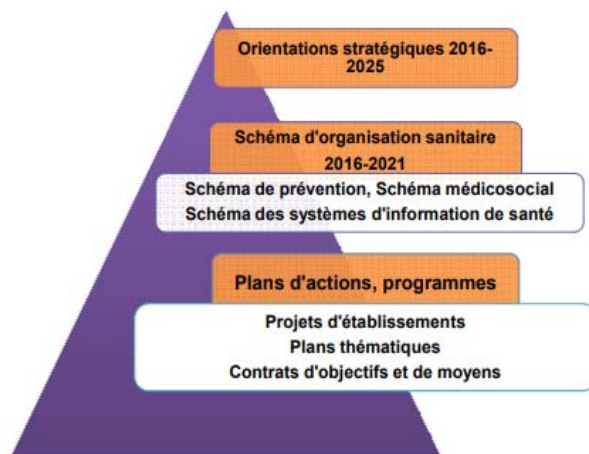 Orientations stratégiques 2016-
2025
Schéma d'organisation sanitaire
2016-2021
Schéma de prévention, Schéma médicosocial
Schéma des systèmes d'information de santé
Plans d'actions, programmes
Projets d'établissements
Plans thématiques
Contrats d'objectifs et de moyens